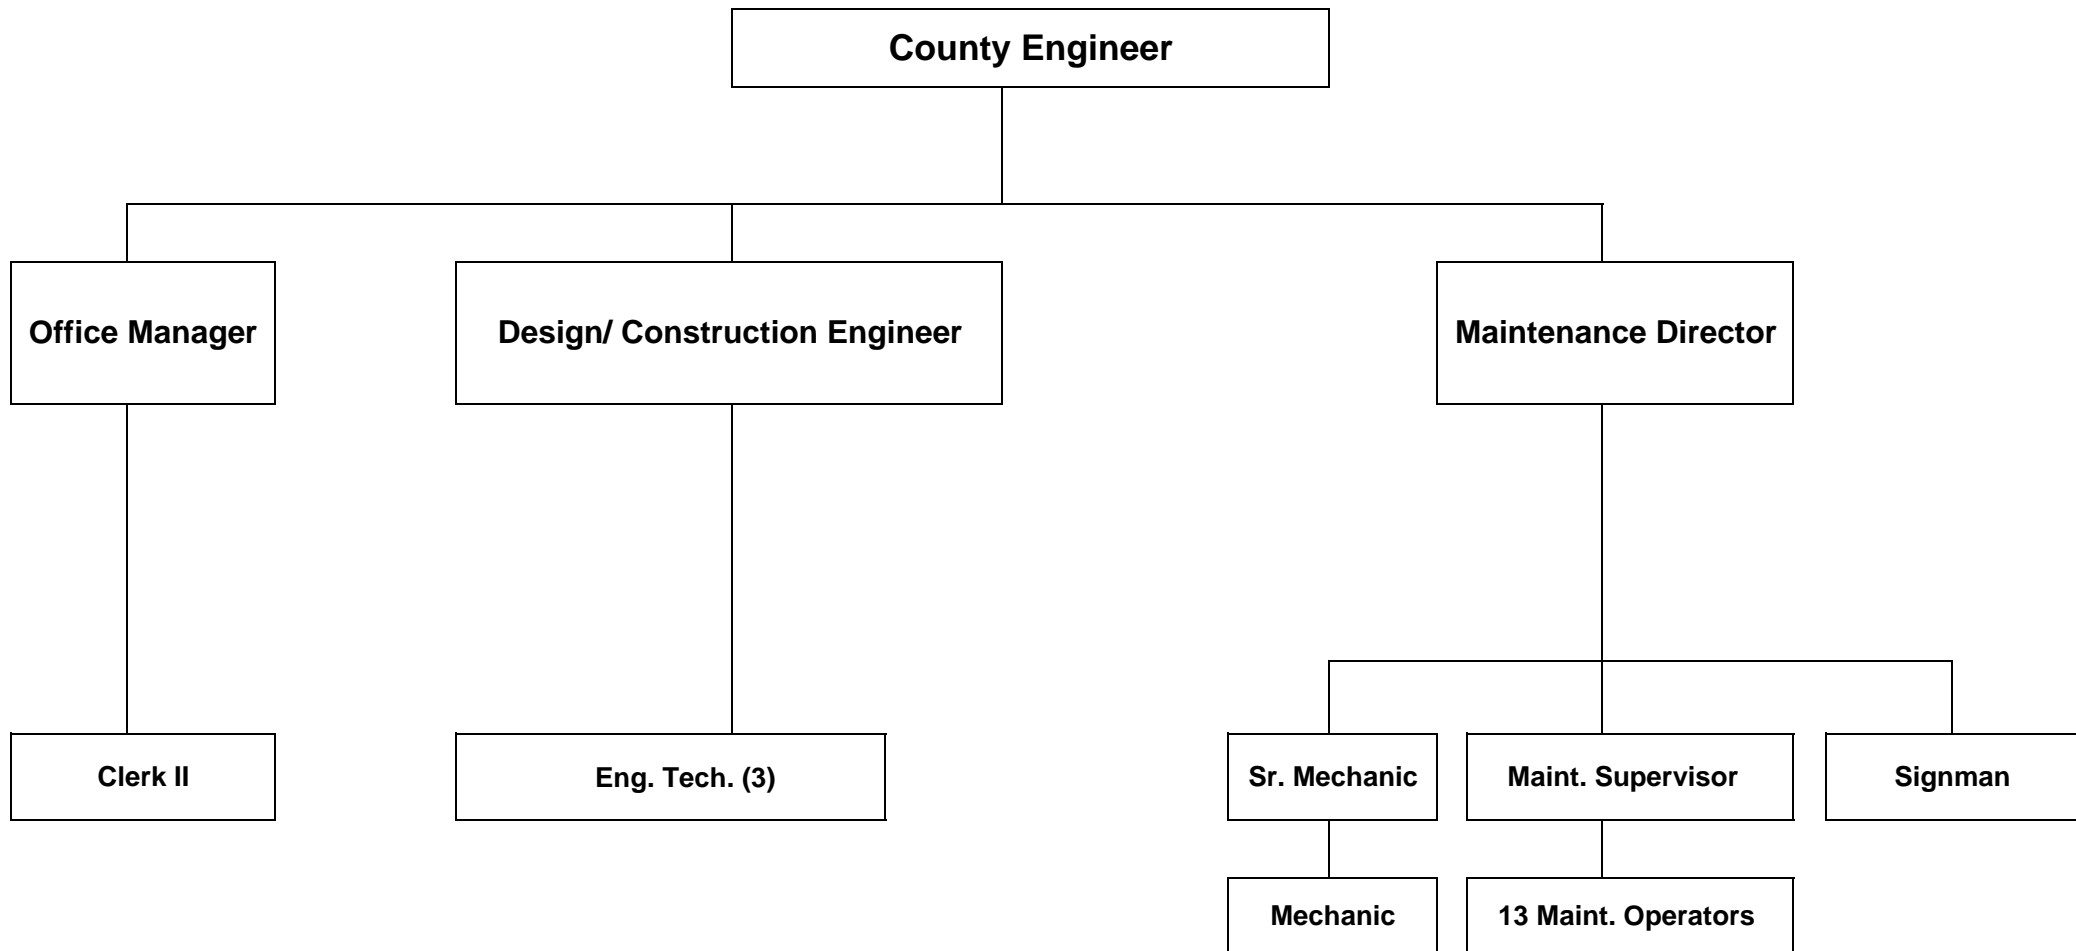 County Engineer
Office Manager
Design/ Construction Engineer
Maintenance Director
Clerk II
Eng. Tech. (3)
Sr. Mechanic
Maint. Supervisor
Signman
Mechanic
13 Maint. Operators